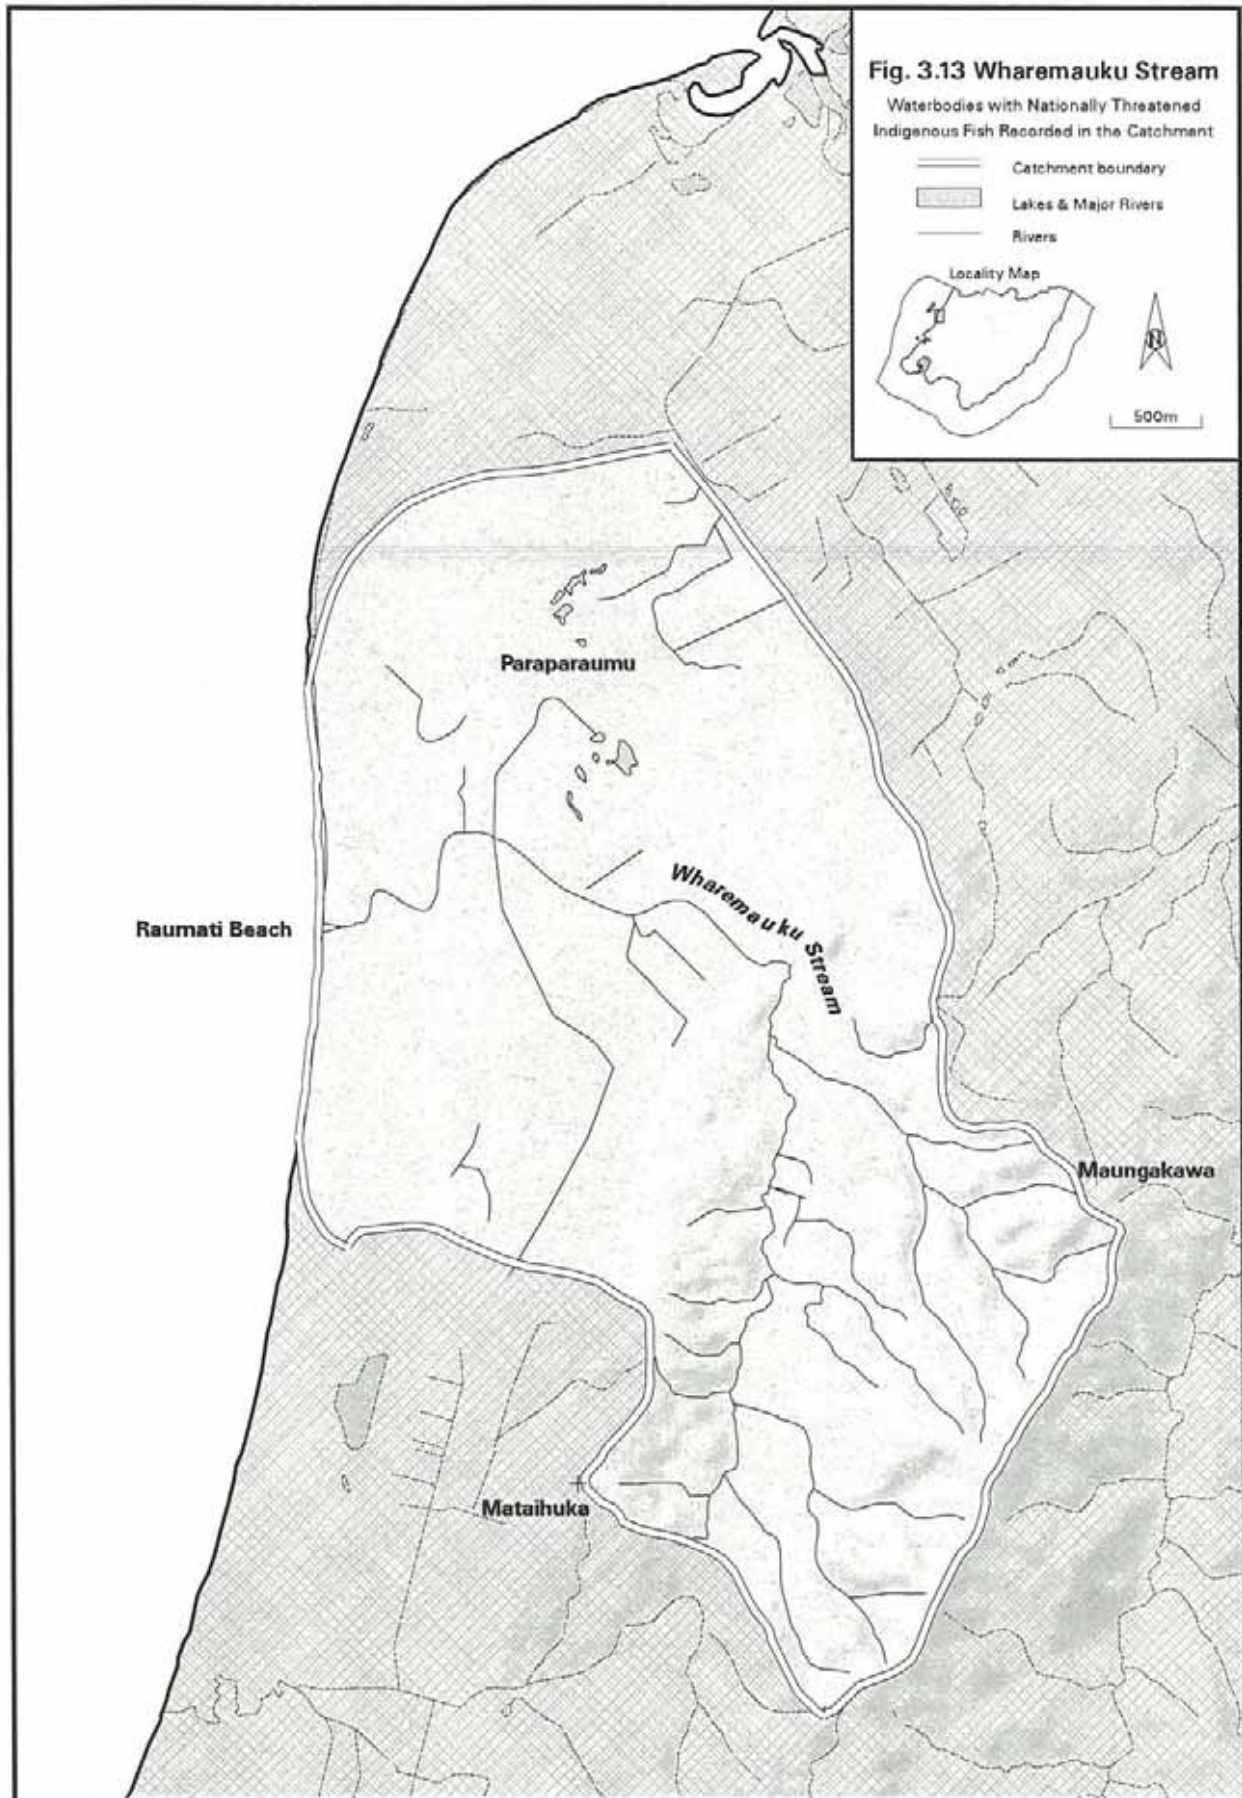 Fig. 3.13 Wharemauku Stream
Waterbodies with Nationally Threatened
Indigenous Fish Recorded in the Catchment
Catchment boundary
Lakes & Major Rivers
Rivers
Locality Map
N
500m
Paraparaumu
Wharemauku Stream
Raumati Beach
Maungakawa
Mataihuka